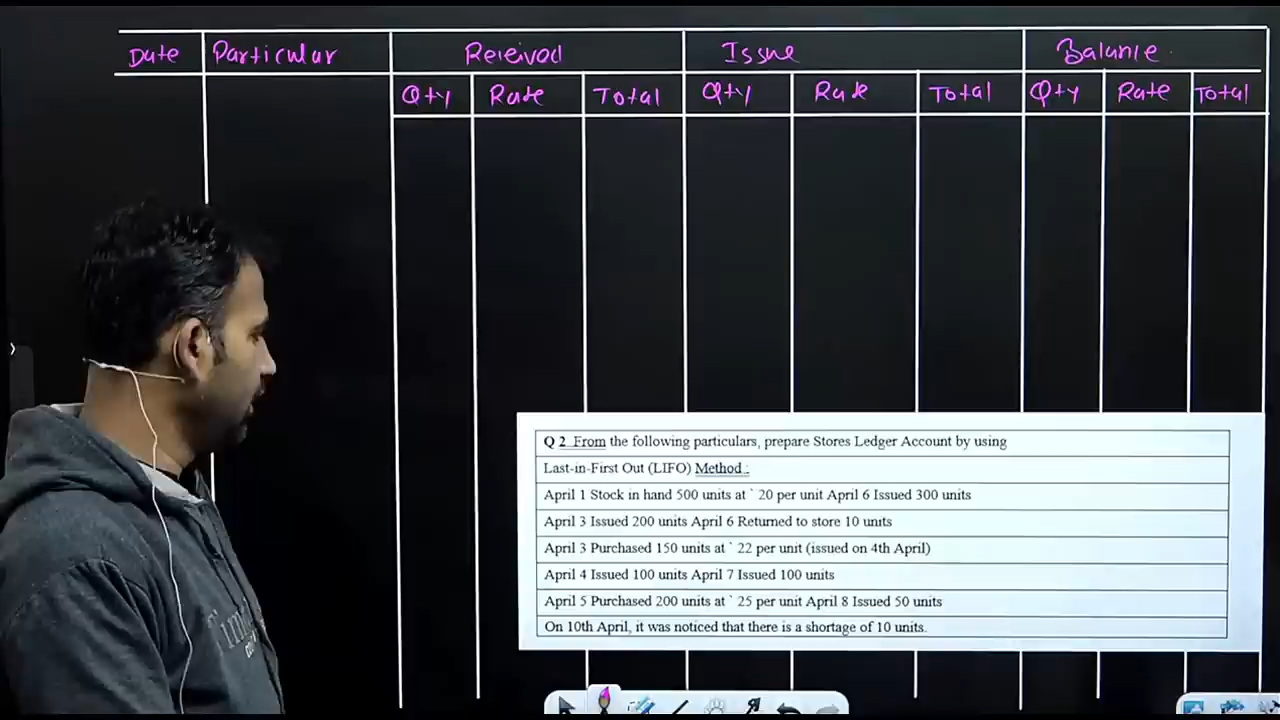 Date Particular Received Issue Balance
Qty Rate Total Qty Rate Total Qty Rate Total
Q 2 From the following particulars, prepare Stores Ledger Account by using
Last-in-First Out (LIFO) Method :
April 1 Stock in hand 500 units at ` 20 per unit April 6 Issued 300 units
April 3 Issued 200 units April 6 Returned to store 10 units
April 3 Purchased 150 units at ` 22 per unit (issued on 4th April)
April 4 Issued 100 units April 7 Issued 100 units
April 5 Purchased 200 units at ` 25 per unit April 8 Issued 50 units
On 10th April, it was noticed that there is a shortage of 10 units.